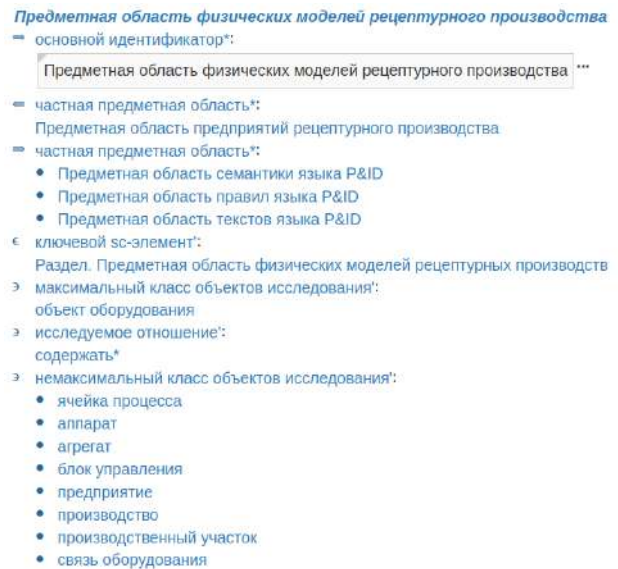 Предметная область физических моделей рецептурного производства
⇒ основной идентификатор*:
Предметная область физических моделей рецептурного производства ...
⇐ частная предметная область*:
Предметная область предприятий рецептурного производства
⇒ частная предметная область*:
• Предметная область семантики языка P&ID
• Предметная область правил языка P&ID
• Предметная область текстов языка P&ID
∈ ключевой sc-элемент':
Раздел. Предметная область физических моделей рецептурных производств
∋ максимальный класс объектов исследования':
объект оборудования
∋ исследуемое отношение':
содержать*
∋ немаксимальный класс объектов исследования':
• ячейка процесса
• аппарат
• агрегат
• блок управления
• предприятие
• производство
• производственный участок
• связь оборудования